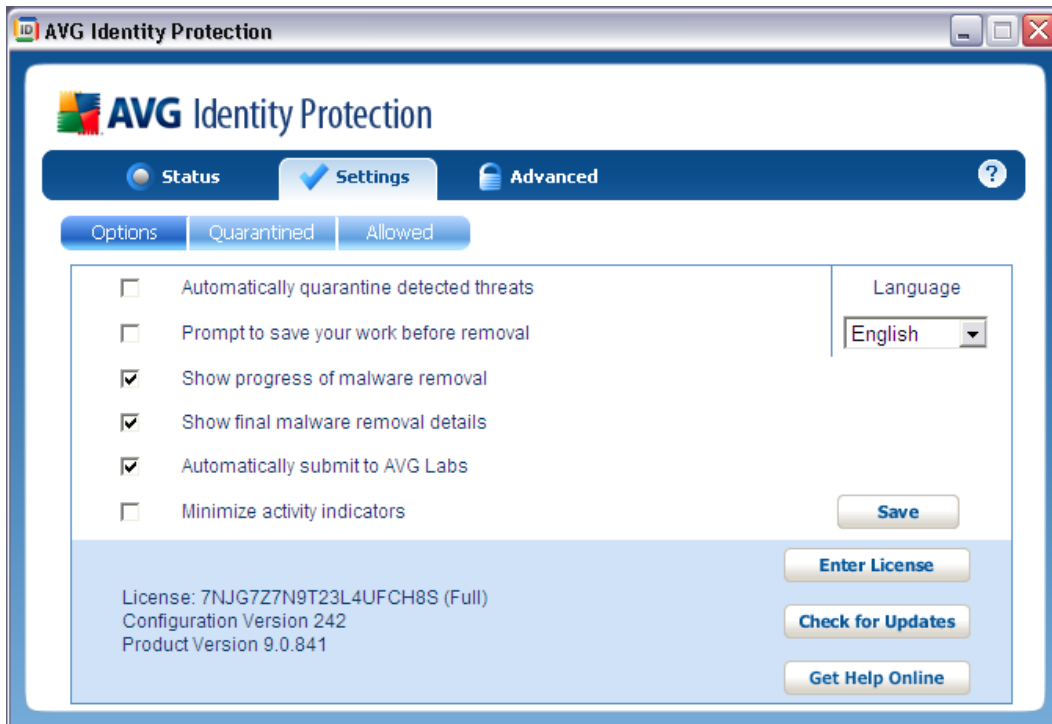 ID AVG Identity Protection
AVG Identity Protection
Status Settings Advanced ?
Options Quarantined Allowed
Automatically quarantine detected threats
Language
Prompt to save your work before removal
English
Show progress of malware removal
Show final malware removal details
Automatically submit to AVG Labs
Minimize activity indicators
Save
Enter License
License: 7NJG7Z7N9T23L4UFCH8S (Full)
Configuration Version 242
Product Version 9.0.841
Check for Updates
Get Help Online